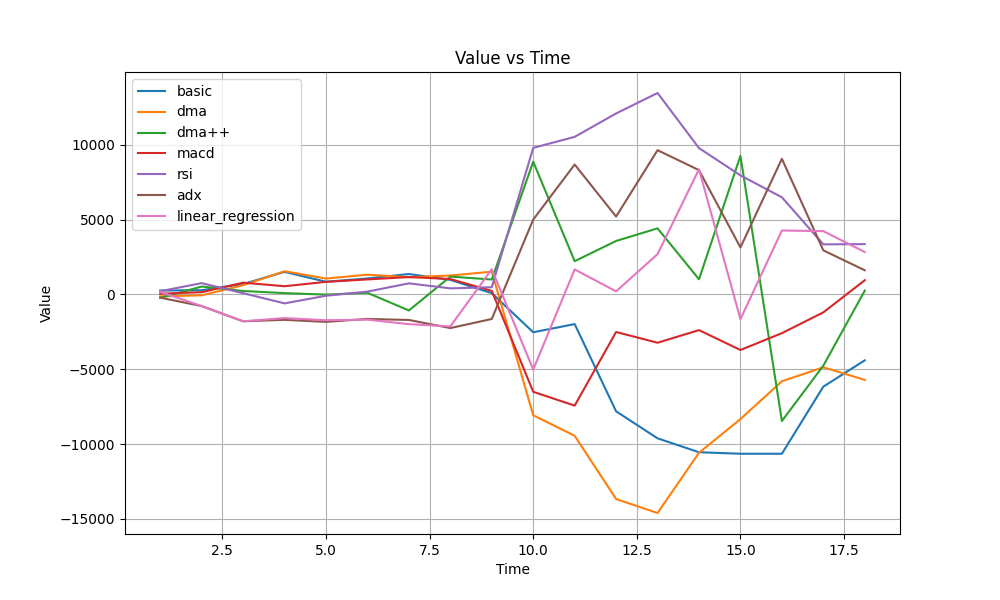 Value vs Time
basic
dma
dma++
macd
rsi
adx
linear_regression
10000
5000
0
−5000
−10000
−15000
Value
2.5 5.0 7.5 10.0 12.5 15.0 17.5
Time